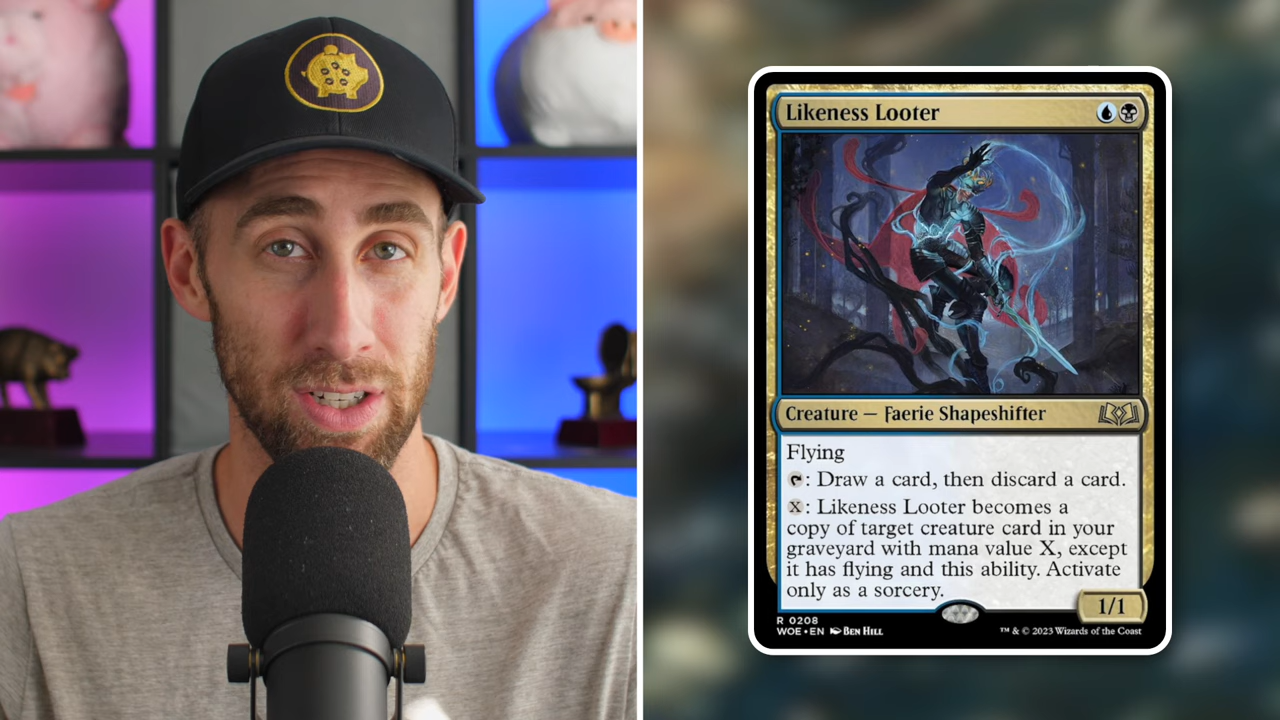 Likeness Looter
Creature — Faerie Shapeshifter
Flying
: Draw a card, then discard a card.
X: Likeness Looter becomes a
copy of target creature card in your
graveyard with mana value X, except
it has flying and this ability. Activate
only as a sorcery.
1/1
R 0208
WOE • EN BEN HILL
™ & © 2023 Wizards of the Coast